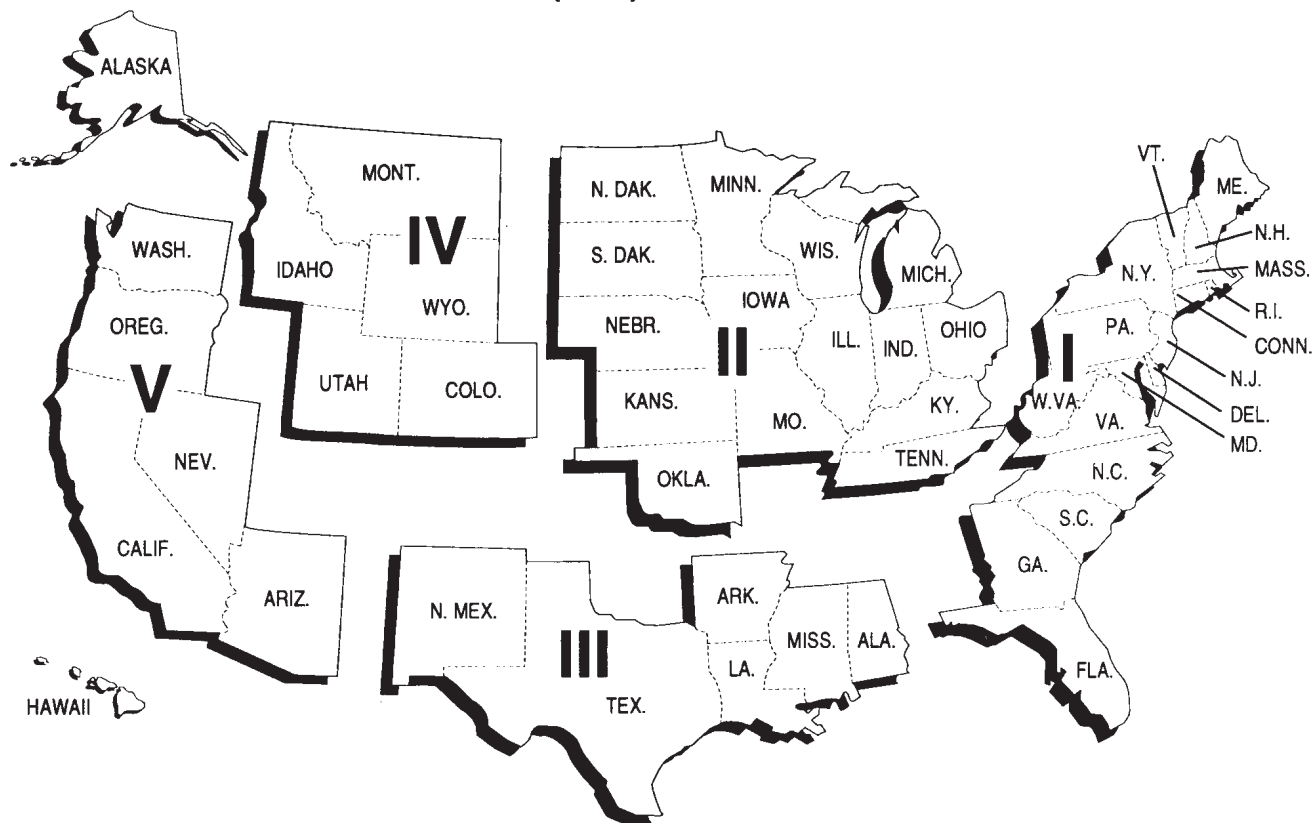 ALASKA
MONT.
N. DAK.
MINN.
VT.
ME.
WASH.
IV
IDAHO
S. DAK.
WIS.
MICH.
N.Y.
N.H.
MASS.
OREG.
WYO.
NEBR.
IOWA
ILL.
IND.
OHIO
PA.
R.I.
CONN.
V
UTAH
COLO.
II
I
N.J.
KANS.
MO.
KY.
W.VA
VA.
DEL.
MD.
NEV.
OKLA.
TENN.
N.C.
S.C.
CALIF.
ARIZ.
N. MEX.
ARK.
GA.
III
TEX.
LA.
MISS.
ALA.
FLA.
HAWAII